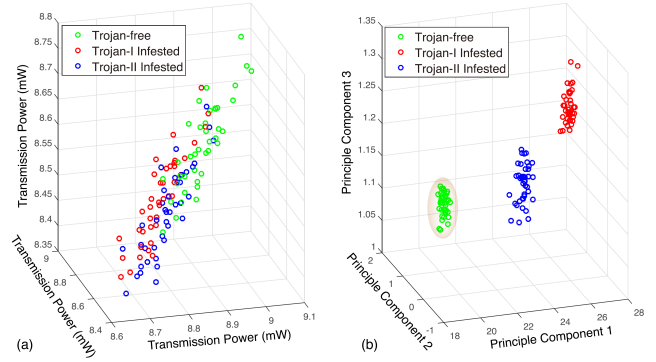 8.8
8.75
8.7
8.65
8.6
8.55
8.5
8.45
8.4
8.35
9
8.8
8.6
8.4
8.6
8.7
8.8
8.9
9
9.1
Transmission Power (mW)
Transmission Power (mW)
Transmission Power (mW)
Trojan-free
Trojan-I Infested
Trojan-II Infested
(a)
1.35
1.3
1.25
1.2
1.15
1.1
1.05
1
2
1
0
-1
18
20
22
24
26
28
Principle Component 3
Principle Component 2
Principle Component 1
Trojan-free
Trojan-I Infested
Trojan-II Infested
(b)